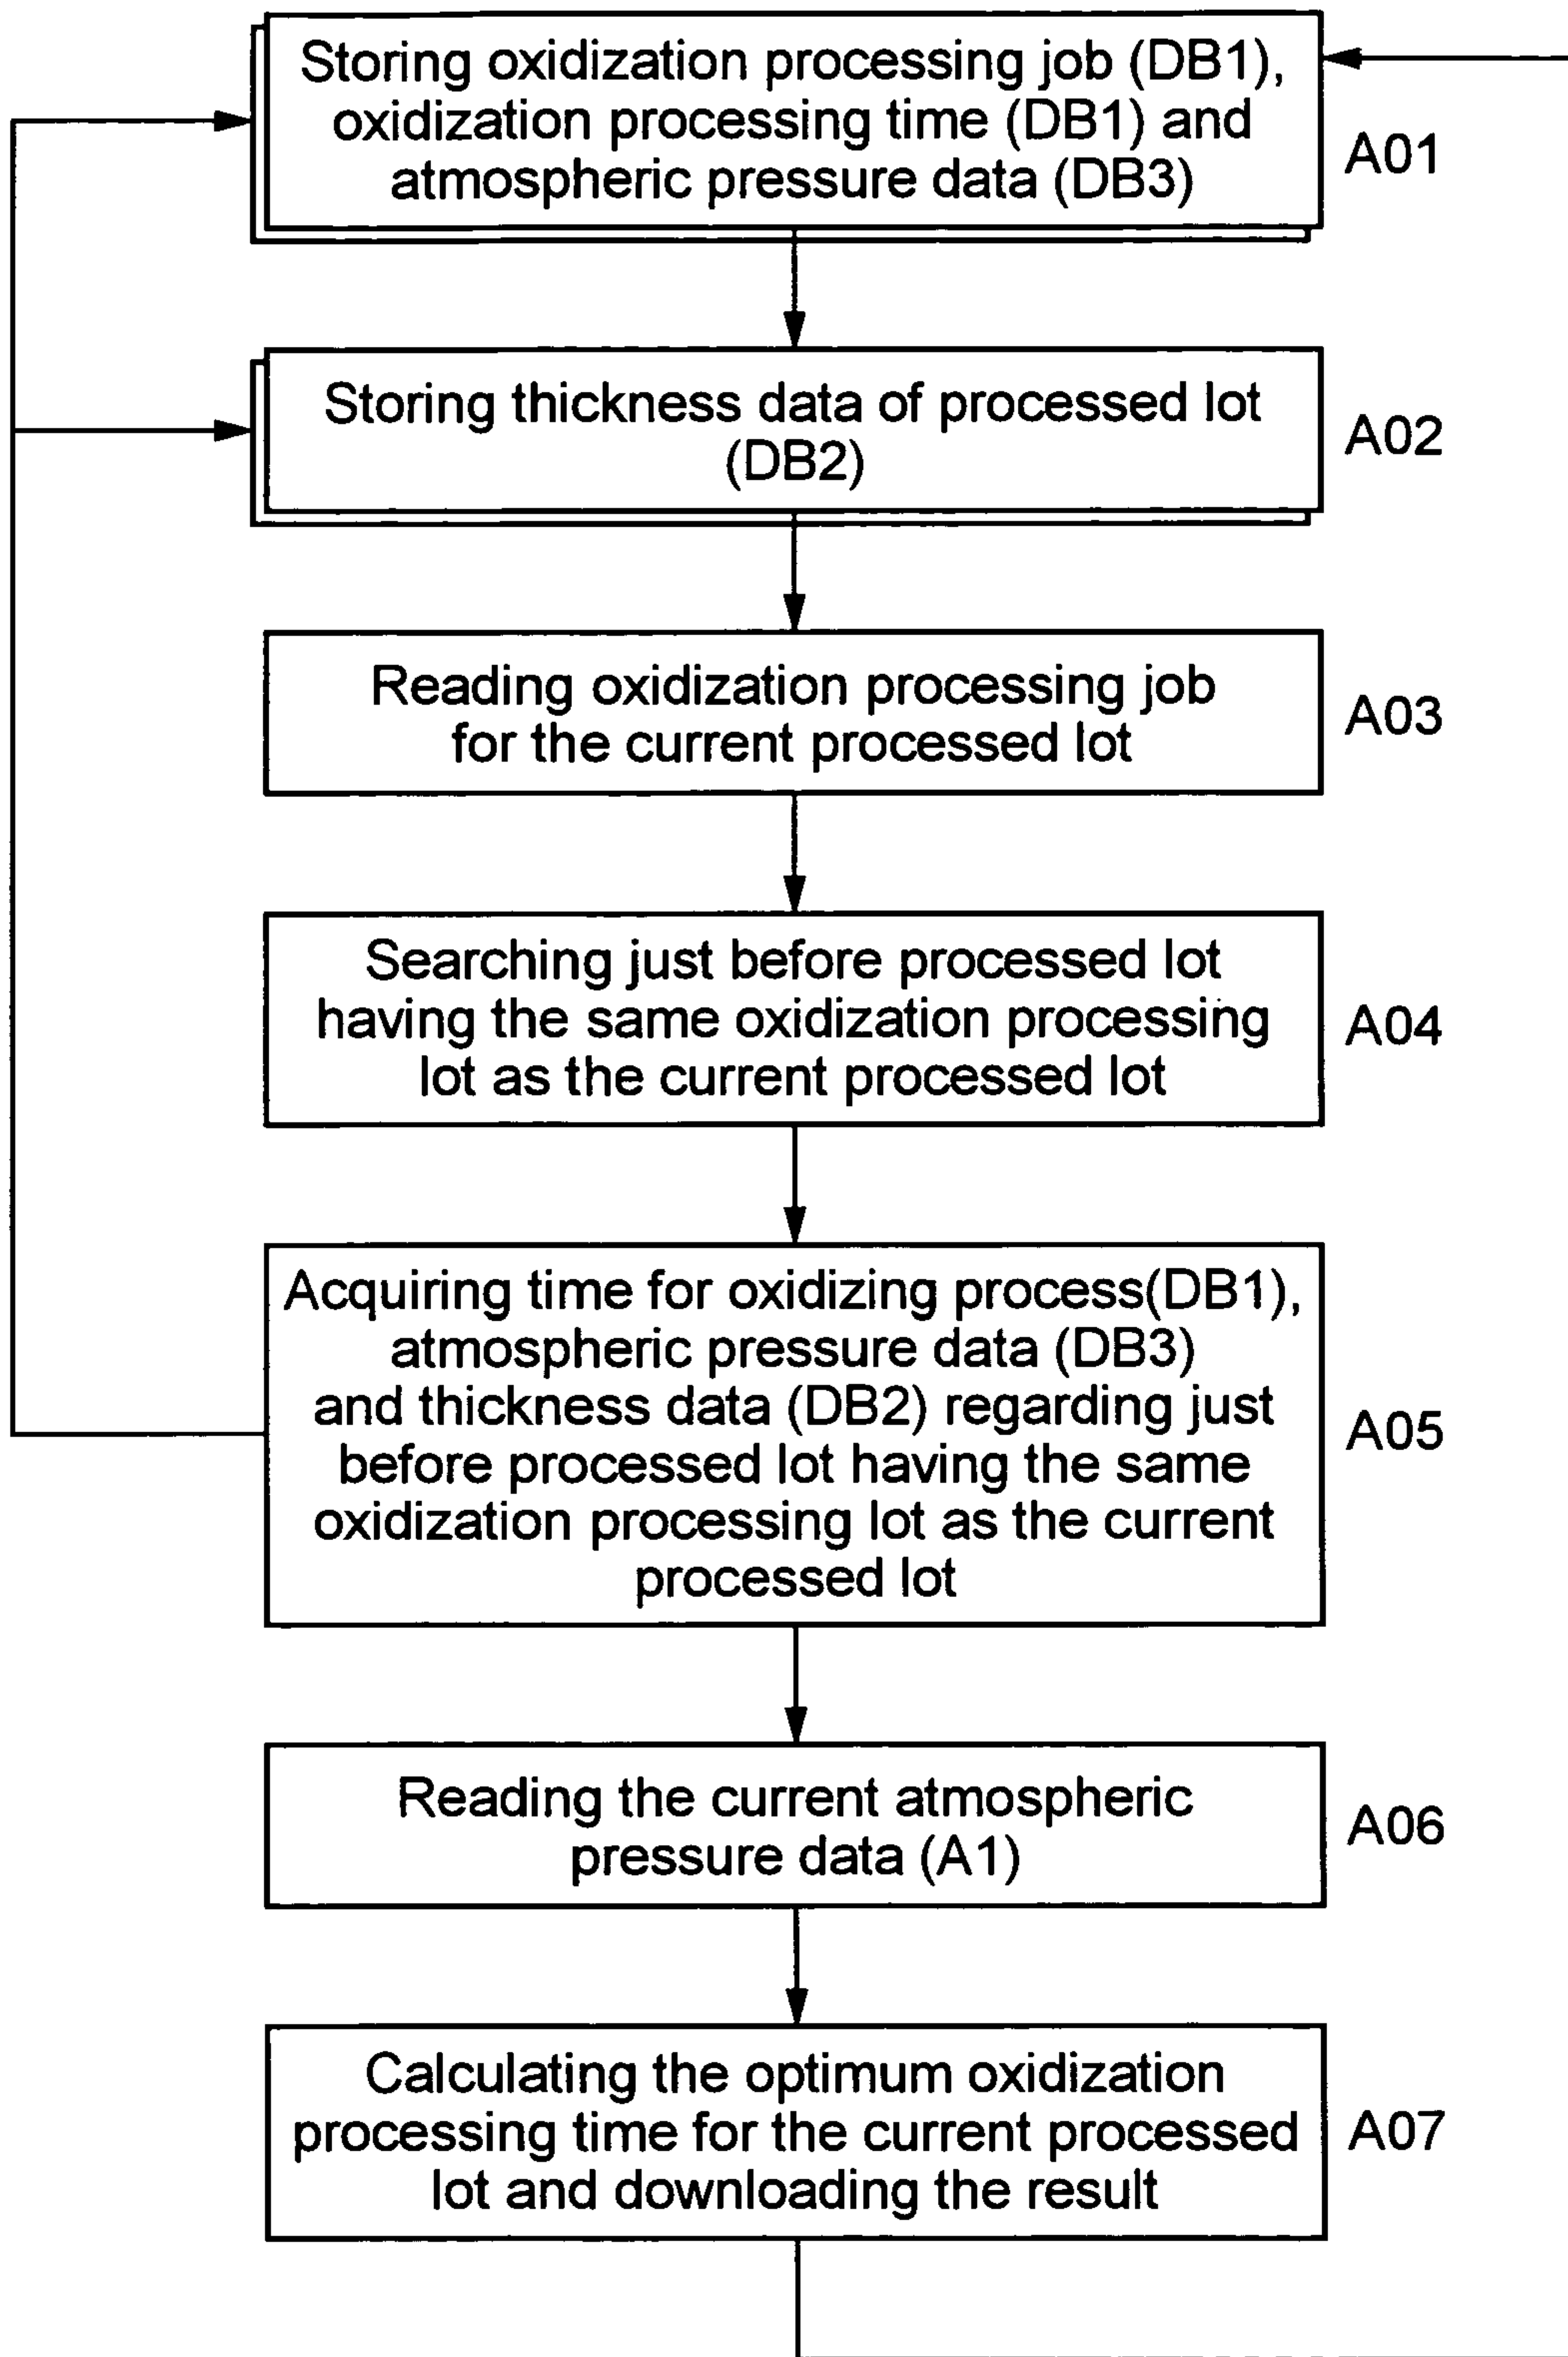 Storing oxidization processing job (DB1),
oxidization processing time (DB1) and
atmospheric pressure data (DB3)
A01
Storing thickness data of processed lot
(DB2)
A02
Reading oxidization processing job
for the current processed lot
A03
Searching just before processed lot
having the same oxidization processing
lot as the current processed lot
A04
Acquiring time for oxidizing process(DB1),
atmospheric pressure data (DB3)
and thickness data (DB2) regarding just
before processed lot having the same
oxidization processing lot as the current
processed lot
A05
Reading the current atmospheric
pressure data (A1)
A06
Calculating the optimum oxidization
processing time for the current processed
lot and downloading the result
A07